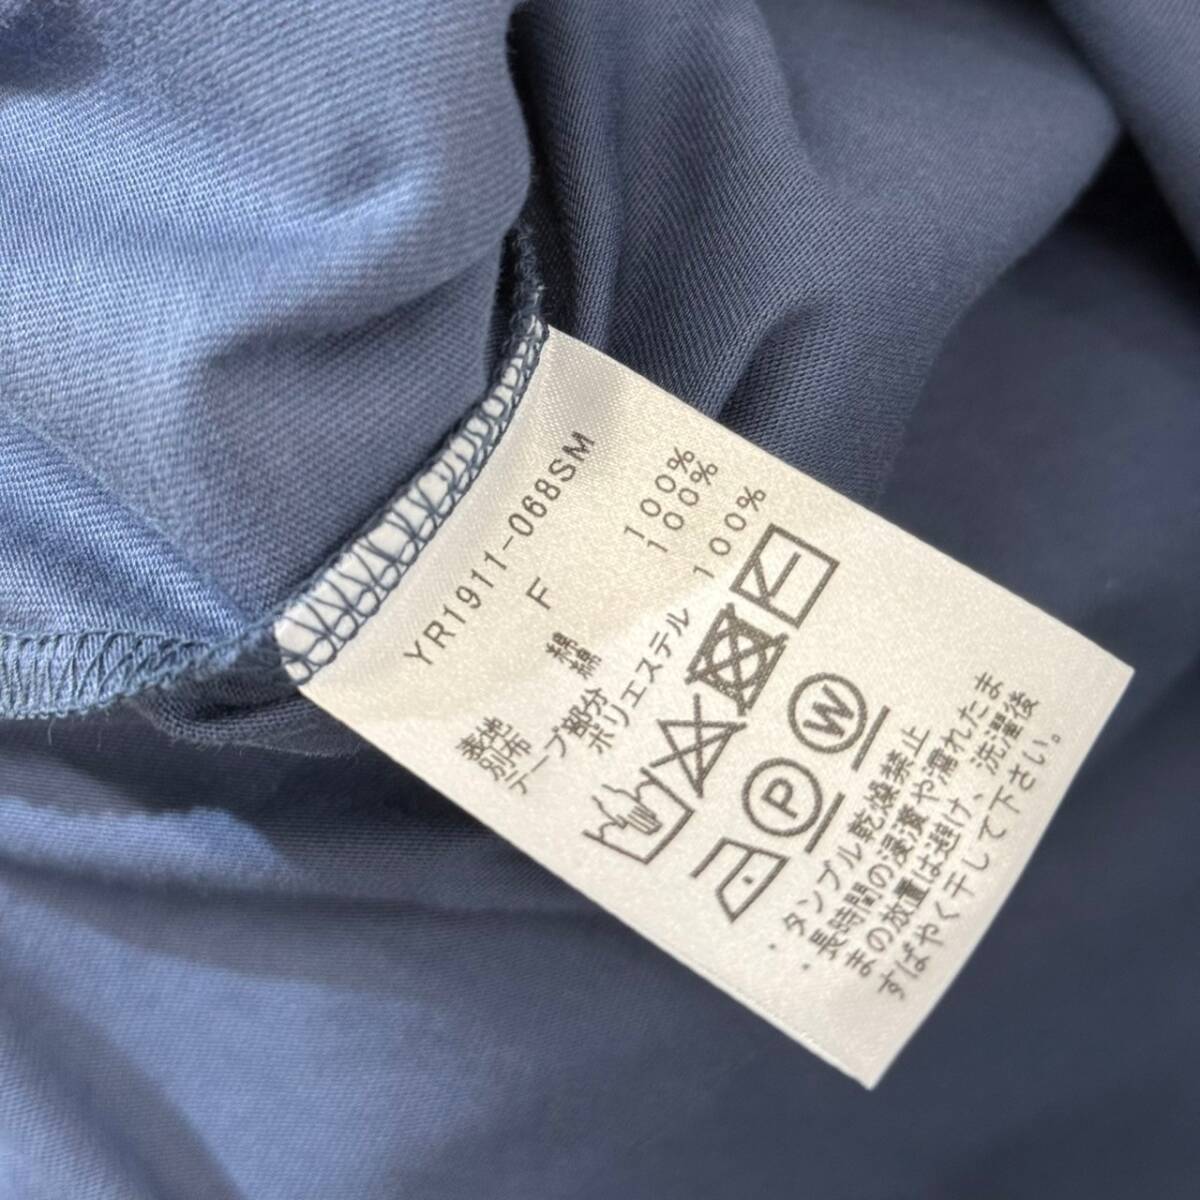 YR1911-068SM
F
表地 綿 100%
別布 綿 100%
テープ部分
ポリエステル 100%
W
P
・タンブル乾燥禁止
・長時間の浸漬や濡れたま
まの放置は避け、洗濯後
すばやく干して下さい。